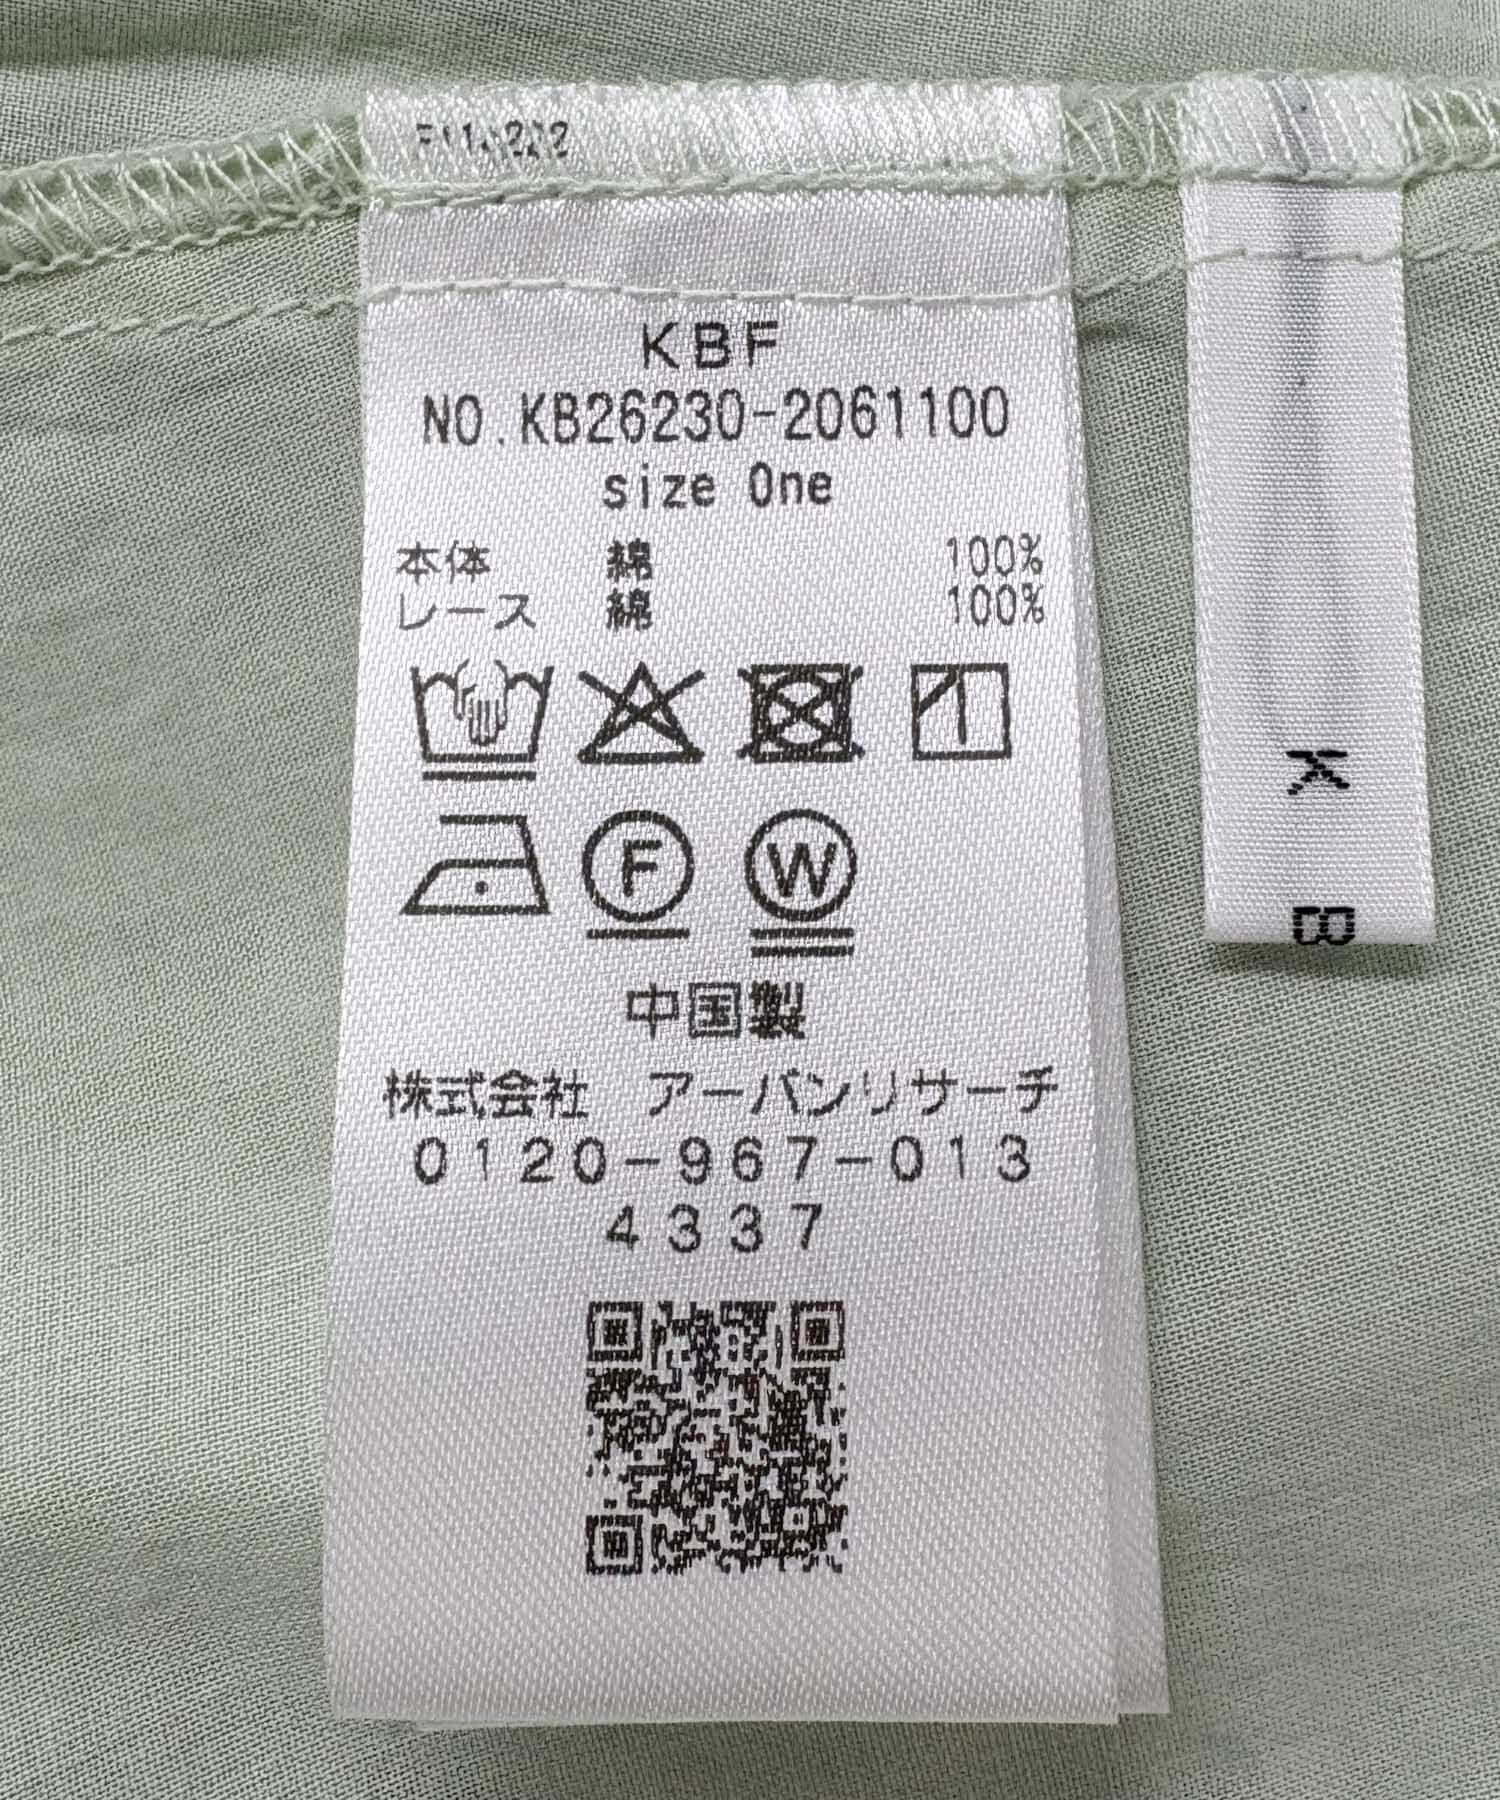 KBF
NO.KB26230-2061100
size One
本体 綿 100%
レース 綿 100%
F W
中国製
株式会社 アーバンリサーチ
0120-967-013
4337
K B